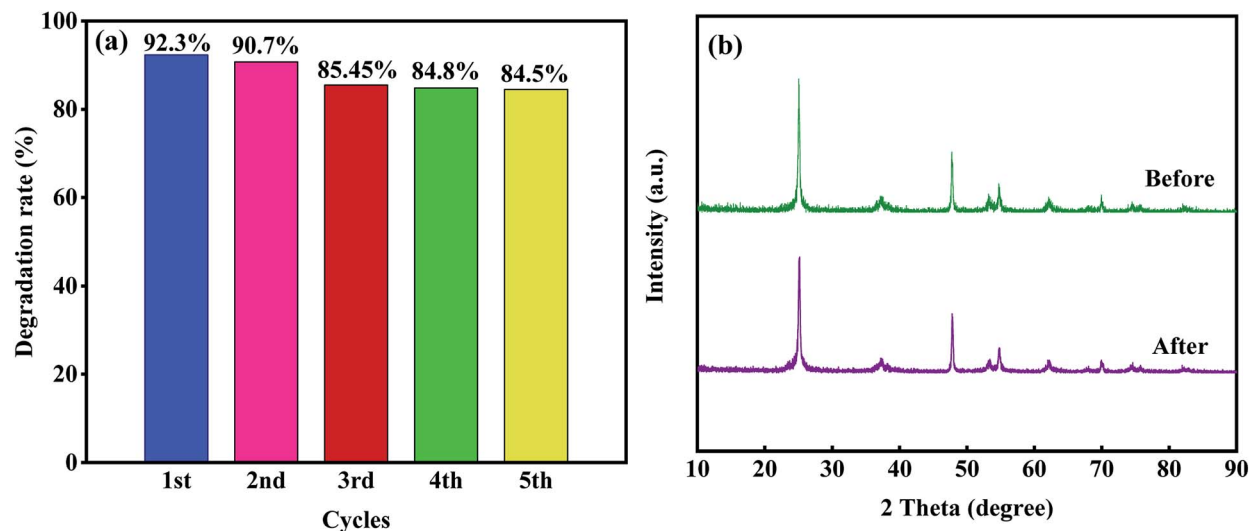 (a)
92.3%
90.7%
85.45%
84.8%
84.5%
100
80
60
40
20
0
Degradation rate (%)
1st 2nd 3rd 4th 5th
Cycles
(b)
Before
After
Intensity (a.u.)
10 20 30 40 50 60 70 80 90
2 Theta (degree)